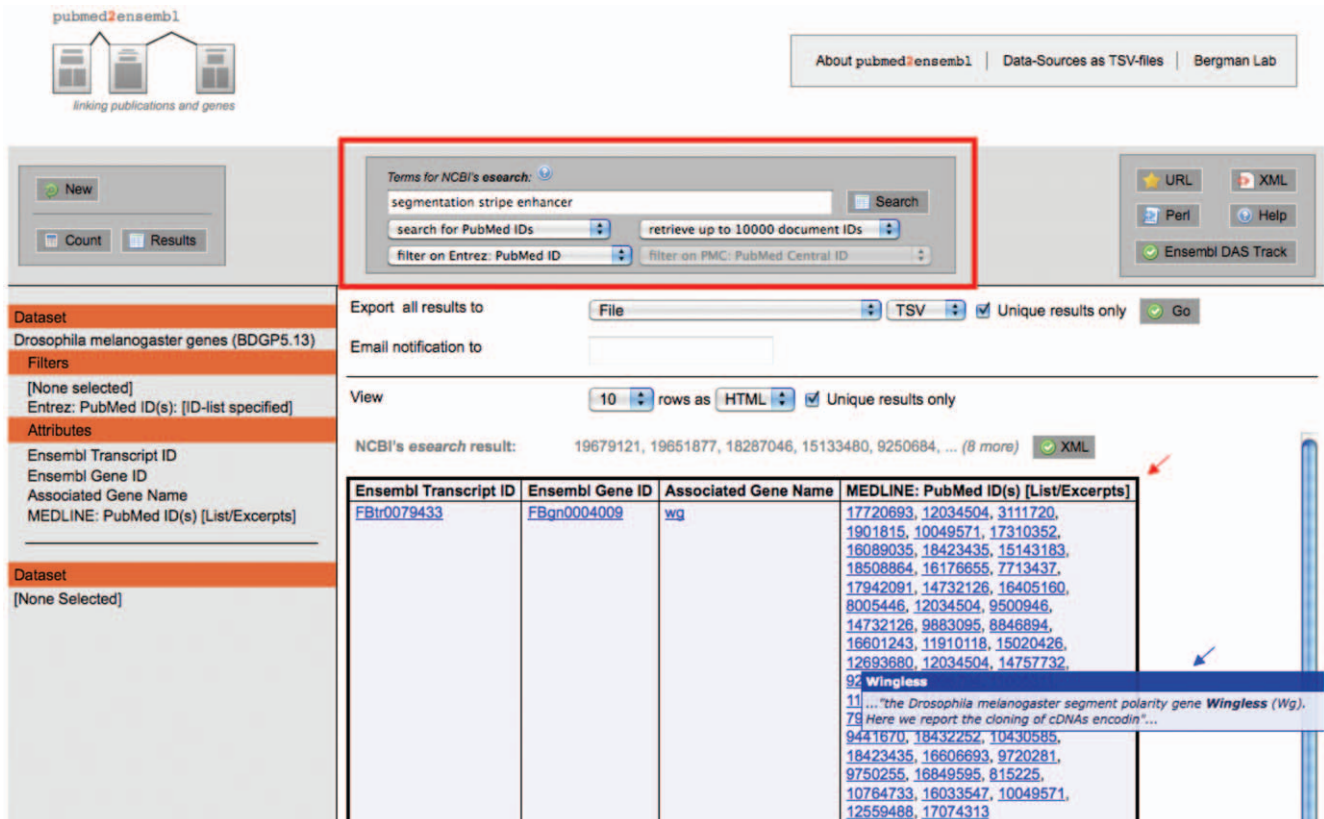 pubmed2ensembl
linking publications and genes
About pubmed2ensembl | Data-Sources as TSV-files | Bergman Lab
New
Count Results
Terms for NCBI's esearch:
segmentation stripe enhancer Search
search for PubMed IDs retrieve up to 10000 document IDs
filter on Entrez: PubMed ID filter on PMC: PubMed Central ID
URL XML
Perl Help
Ensembl DAS Track
Dataset
Drosophila melanogaster genes (BDGP5.13)
Filters
[None selected]
Entrez: PubMed ID(s): [ID-list specified]
Attributes
Ensembl Transcript ID
Ensembl Gene ID
Associated Gene Name
MEDLINE: PubMed ID(s) [List/Excerpts]
Dataset
[None Selected]
Export all results to File TSV Unique results only Go
Email notification to
View 10 rows as HTML Unique results only
NCBI's esearch result: 19679121, 19651877, 18287046, 15133480, 9250684, ... (8 more) XML
Ensembl Transcript ID Ensembl Gene ID Associated Gene Name MEDLINE: PubMed ID(s) [List/Excerpts]
FBtr0079433 FBgn0004009 wg 17720693, 12034504, 3111720,
1901815, 10049571, 17310352,
16089035, 18423435, 15143183,
18508864, 16176655, 7713437,
17942091, 14732126, 16405160,
8005446, 12034504, 9500946,
14732126, 9883095, 8846894,
16601243, 11910118, 15020426,
12693680, 12034504, 14757732,
92 Wingless
11 ..."the Drosophila melanogaster segment polarity gene Wingless (Wg).
79 Here we report the cloning of cDNAs encodin"...
9441670, 18432252, 10430585,
18423435, 16606693, 9720281,
9750255, 16849595, 815225,
10764733, 16033547, 10049571,
12559488, 17074313